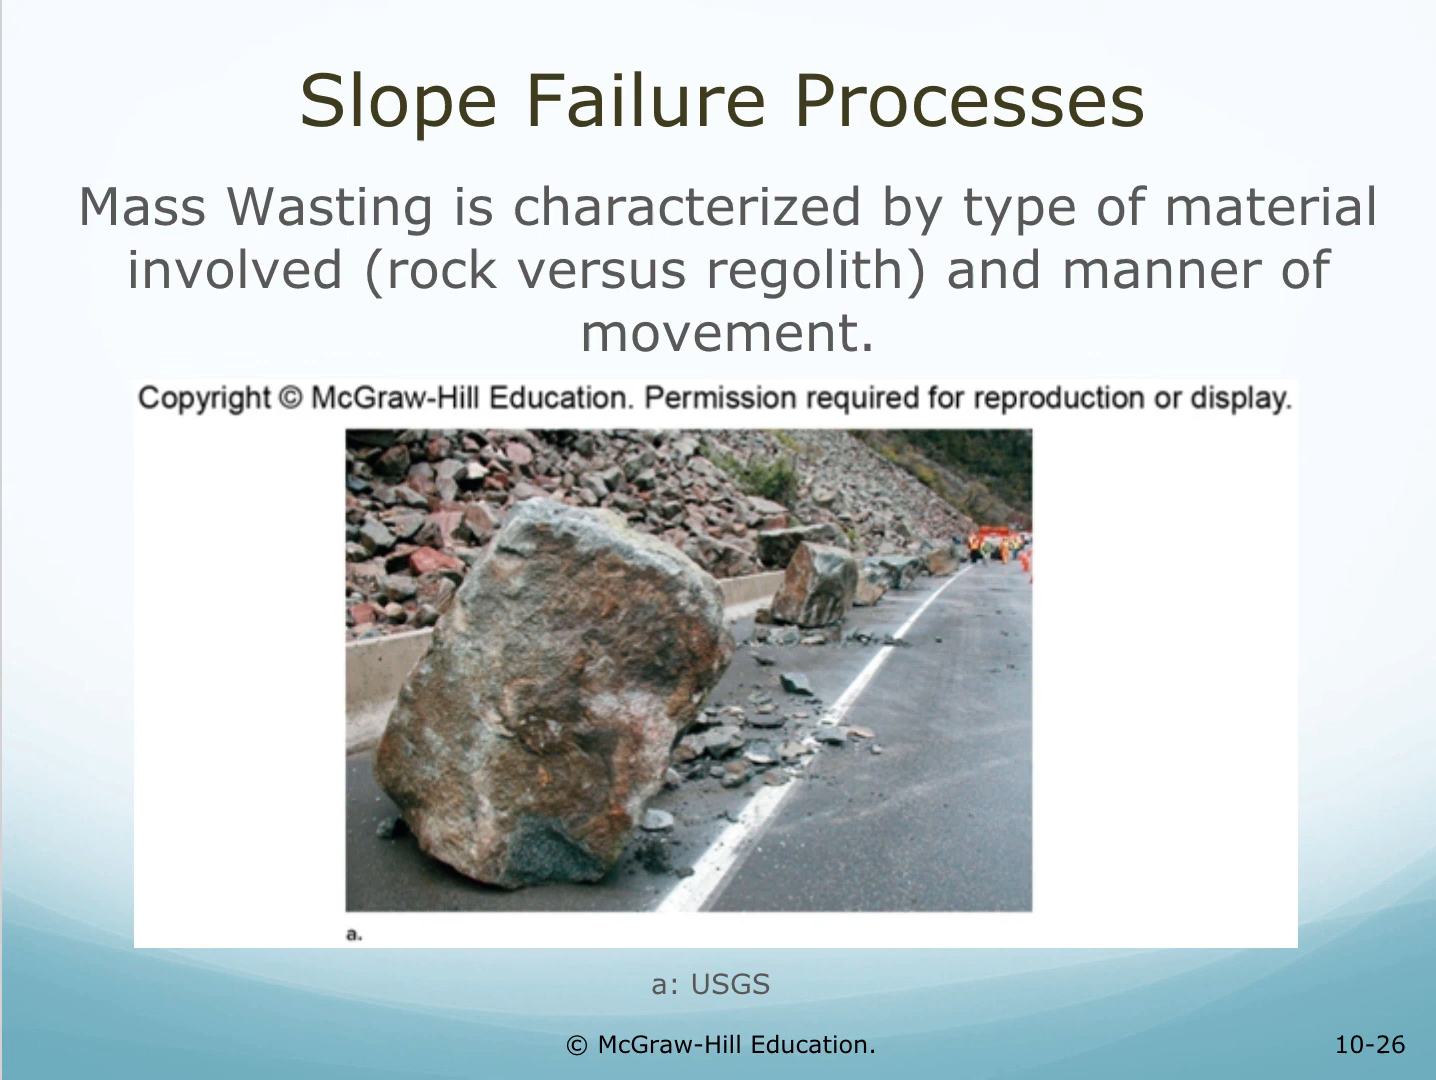 Slope Failure Processes
Mass Wasting is characterized by type of material
involved (rock versus regolith) and manner of
movement.
Copyright © McGraw-Hill Education. Permission required for reproduction or display.
a.
a: USGS
© McGraw-Hill Education.
10-26